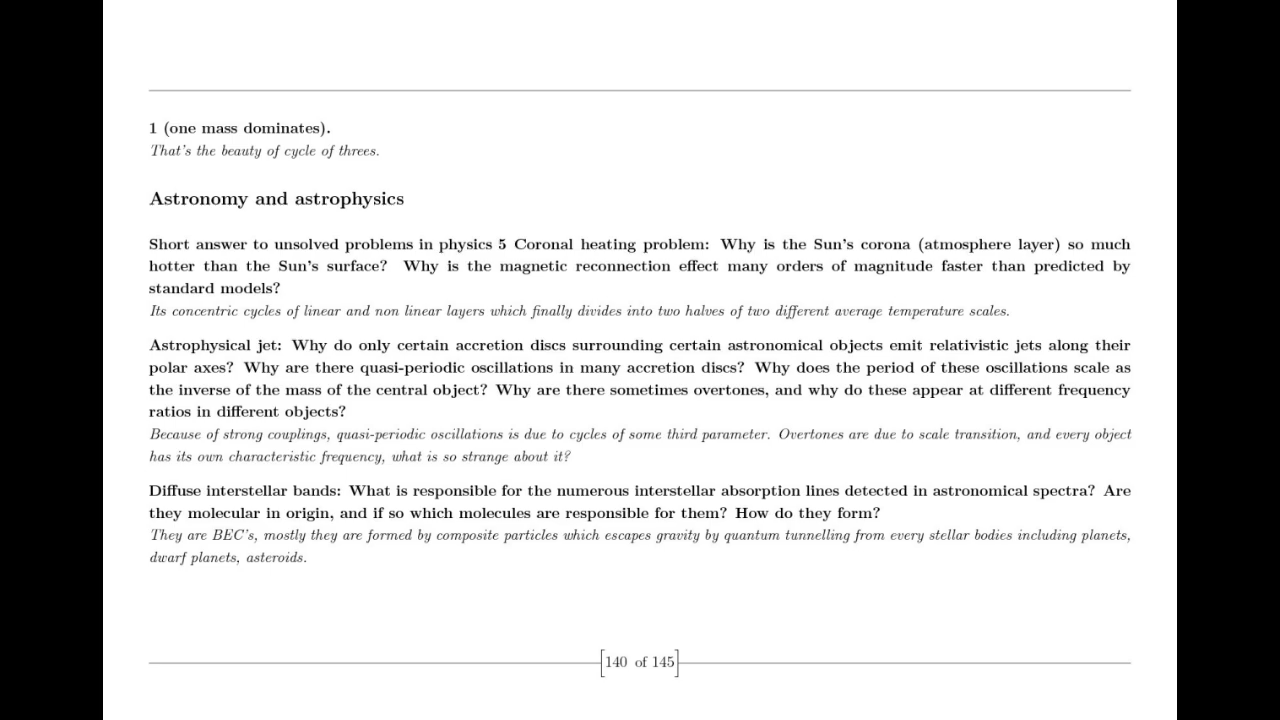 1 (one mass dominates).
That's the beauty of cycle of threes.
Astronomy and astrophysics
Short answer to unsolved problems in physics 5 Coronal heating problem: Why is the Sun's corona (atmosphere layer) so much
hotter than the Sun's surface? Why is the magnetic reconnection effect many orders of magnitude faster than predicted by
standard models?
Its concentric cycles of linear and non linear layers which finally divides into two halves of two different average temperature scales.
Astrophysical jet: Why do only certain accretion discs surrounding certain astronomical objects emit relativistic jets along their
polar axes? Why are there quasi-periodic oscillations in many accretion discs? Why does the period of these oscillations scale as
the inverse of the mass of the central object? Why are there sometimes overtones, and why do these appear at different frequency
ratios in different objects?
Because of strong couplings, quasi-periodic oscillations is due to cycles of some third parameter. Overtones are due to scale transition, and every object
has its own characteristic frequency, what is so strange about it?
Diffuse interstellar bands: What is responsible for the numerous interstellar absorption lines detected in astronomical spectra? Are
they molecular in origin, and if so which molecules are responsible for them? How do they form?
They are BEC's, mostly they are formed by composite particles which escapes gravity by quantum tunnelling from every stellar bodies including planets,
dwarf planets, asteroids.
140 of 145